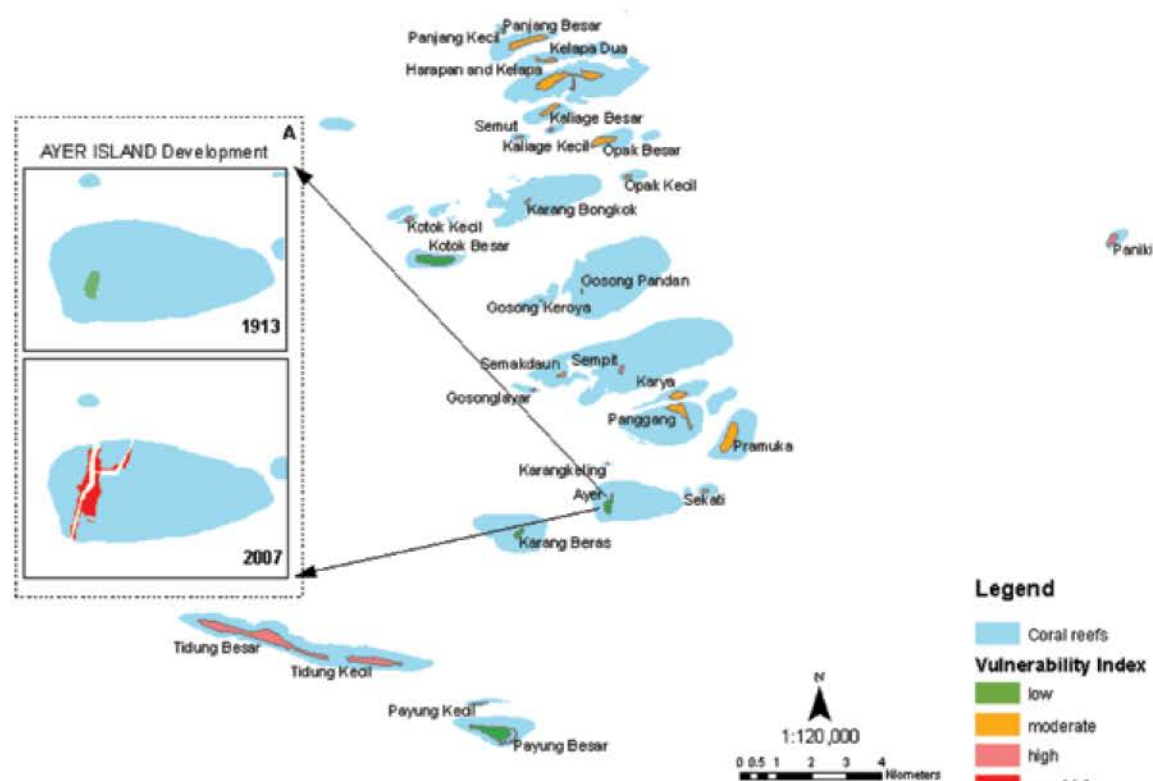 Panjang Besar
Panjang Kecil
Kelapa Dua
Harapan and Kelapa
Kaliage Besar
Semut
Kaliage Kecil
Opak Besar
Opak Kecil
Karang Bongkok
Kotok Kecil
Kotok Besar
Paniki
Gosong Pandan
Gosong Keroya
Semakdaun
Sempit
Karya
Gosonglayar
Panggang
Pramuka
Karangkeling
Ayer
Sekati
Karang Beras
Tidung Besar
Tidung Kecil
Payung Kecil
Payung Besar
A
AYER ISLAND Development
1913
2007
Legend
Coral reefs
Vulnerability Index
low
moderate
high
N
1:120,000
0 0.5 1 2 3 4
Kilometers